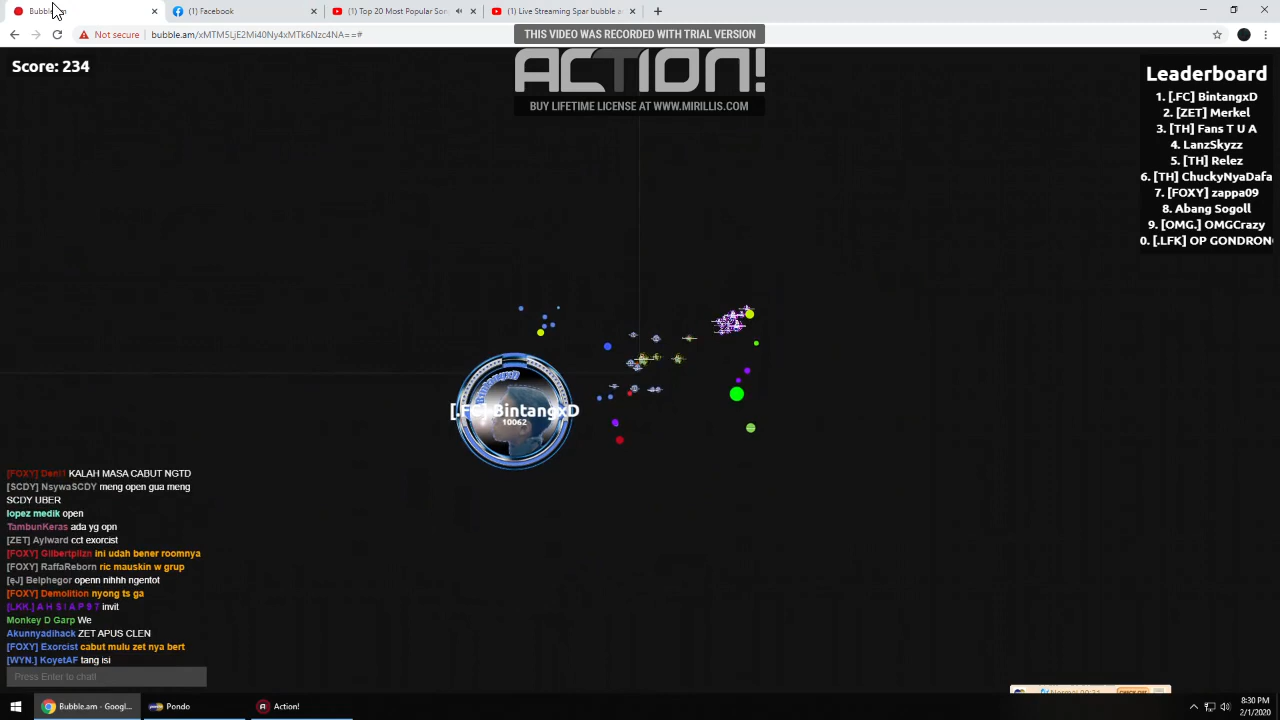 Bubble.am
(1) Facebook
(1) Top 20 Most Popular Son
(1) Live Streaming Spar bubble a
Not secure
bubble.am/xMTM5LjE2Mi40Ny4xMTk6Nzc4NA==#
THIS VIDEO WAS RECORDED WITH TRIAL VERSION
ACTION!
BUY LIFETIME LICENSE AT WWW.MIRILLIS.COM
Score: 234
Leaderboard
1. [.FC] BintangxD
2. [ZET] Merkel
3. [TH] Fans T U A
4. LanzSkyzz
5. [TH] Relez
6. [TH] ChuckyNyaDafa
7. [FOXY] zappa09
8. Abang Sogoll
9. [OMG.] OMGCrazy
0. [.LFK] OP GONDRON
[.FC] BintangxD
10062
[FOXY] Dent1 KALAH MASA CABUT NGTD
[SCDY] NsywaSCDY meng open gua meng
SCDY UBER
lopez medik open
TambunKeras ada yg opn
[ZET] Aylward cct exorcist
[FOXY] Gilbertpilzn ini udah bener roomnya
[FOXY] RaffaReborn ric mauskin w grup
[eJ] Belphegor openn nihhh ngentot
[FOXY] Demolition nyong ts ga
[LKK.] A H S I A P 9 7 invit
Monkey D Garp We
Akunnyadihack ZET APUS CLEN
[FOXY] Exorcist cabut mulu zet nya bert
[WYN.] KoyetAF tang isi
Press Enter to chat!
Bubble.am - Googl...
Pondo
Action!
8:30 PM
2/1/2020